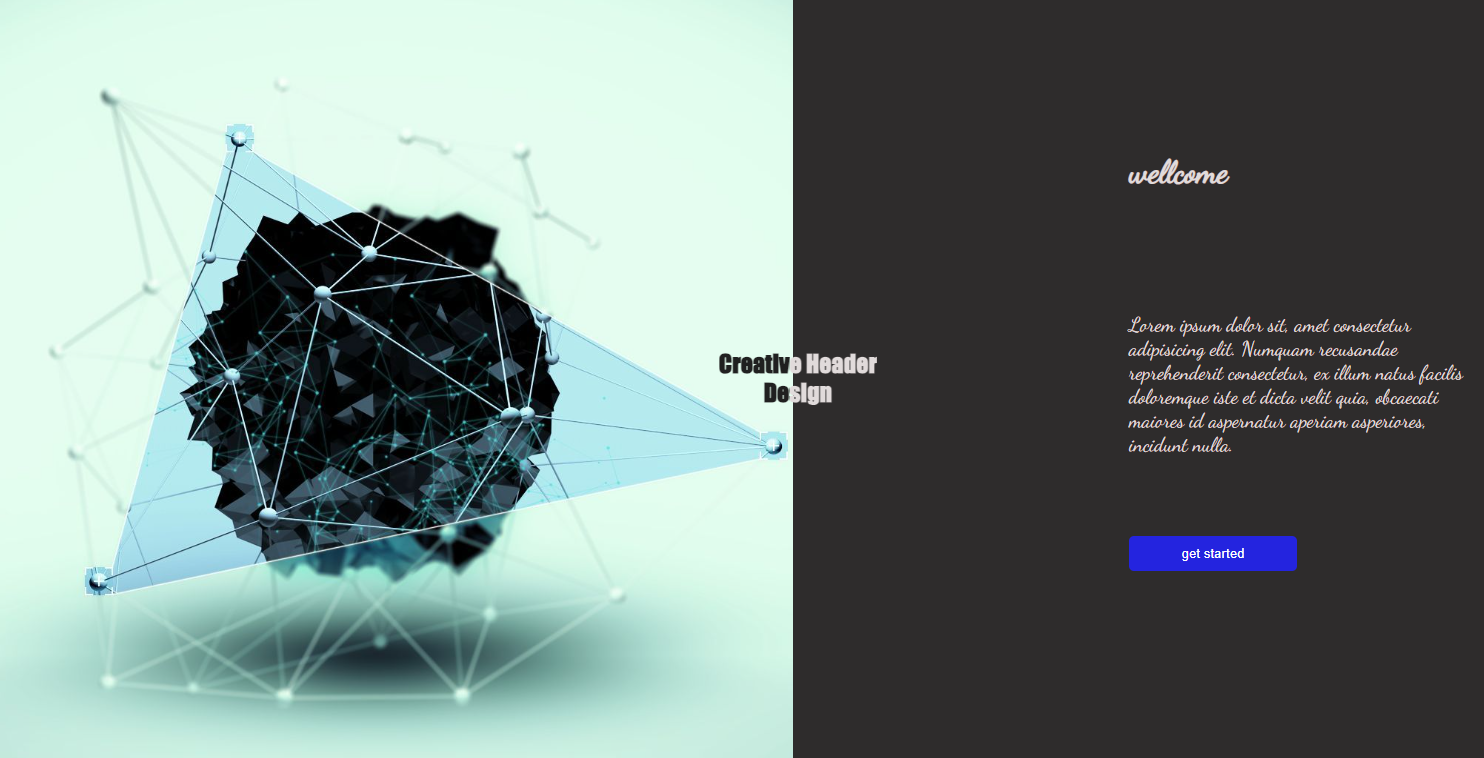 wellcome
Lorem ipsum dolor sit, amet consectetur
adipisicing elit. Numquam recusandae
reprehenderit consectetur, ex illum natus facilis
doloremque iste et dicta velit quia, obcaecati
maiores id aspernatur aperiam asperiores,
incidunt nulla.
Creative Header
Design
get started